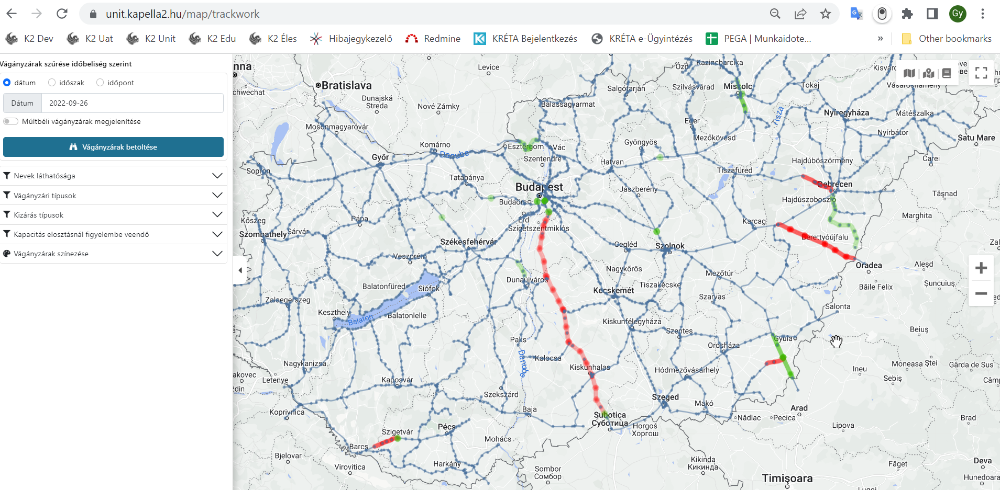 unit.kapella2.hu/map/trackwork
Gy
K2 Dev
K2 Uat
K2 Unit
K2 Edu
K2 Éles
Hibajegykezelő
Redmine
KRÉTA Bejelentkezés
KRÉTA e-Ügyintézés
PEGA | Munkaidote...
»
Other bookmarks
Vágányzárak szűrése időbeliség szerint
dátum
időszak
időpont
Dátum
2022-09-26
Múltbéli vágányzárak megjelenítése
Vágányzárak betöltése
Nevek láthatósága
Vágányzári típusok
Kizárás típusok
Kapacitás elosztásnál figyelembe veendő
Vágányzárak színezése
Levice
Ózd
Kazincbarcika
Bratislava
Salgótarján
Szilvásvárad
Miskolc
Tokaj
Dunajská
Streda
Nové Zámky
Balassagyarmat
Tisza
Nyíregyháza
Mátészalka
Mosonmagyaróvár
Eger
Mezőkövesd
Nyírbátor
Satu Mare
Komárno
Danube
Esztergom
Vác
Gyöngyös
Győr
Szentendre
Hatvan
Hajdúböszörmény
Carei
Sopron
Tatabánya
Tiszafüred
Budapest
Jászberény
Debrecen
Budaörs
Hajdúszoboszló
Tășnad
Kőszeg
Pápa
Érd
Szigetszentmiklós
Karcag
Marghita
Szombathely
Sárvár
Székesfehérvár
Cegléd
Szolnok
Berettyóújfalu
Veszprém
Nagykőrös
Mezőtúr
Oradea
Aleșd
Dunaújváros
Balatonfüred
Siófok
Kecskemét
Tiszakécske
Băile Felix
Șuncuiuș
Zalaegerszeg
Szarvas
Salonta
Keszthely
Balaton
Balatonlelle
Kiskunfélegyháza
Szentes
Beiuș
Paks
Gyula
Orosháza
Kalocsa
Nagykanizsa
Kiskunhalas
Hódmezővásárhely
Ineu
Moneasa
Ștei
Gârda de Sus
Letenye
Kaposvár
Sebiș
Szekszárd
Szeged
Makó
Arad
Koprivnica
Baja
Subotica
Суботица
Nădlac
Pecica
Horgoš
Хоргош
Lipova
Brad
Szigetvár
Pécs
Mohács
Barcs
Bjelovar
Virovitica
Harkány
Sombor
Сомбор
Kikinda
Кикинда
Făget
Deva
Timișoara
Hunedoara